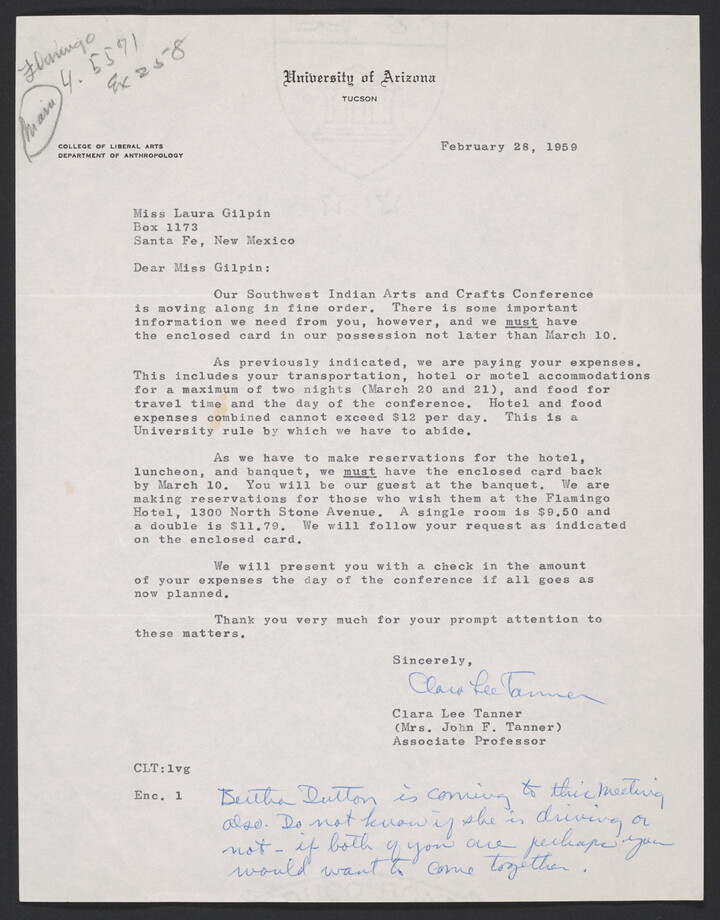 Flamingo
4. 5571
Ex 258
Main
University of Arizona
TUCSON
COLLEGE OF LIBERAL ARTS
DEPARTMENT OF ANTHROPOLOGY
February 28, 1959
Miss Laura Gilpin
Box 1173
Santa Fe, New Mexico
Dear Miss Gilpin:
Our Southwest Indian Arts and Crafts Conference
is moving along in fine order. There is some important
information we need from you, however, and we must have
the enclosed card in our possession not later than March 10.
As previously indicated, we are paying your expenses.
This includes your transportation, hotel or motel accommodations
for a maximum of two nights (March 20 and 21), and food for
travel time and the day of the conference. Hotel and food
expenses combined cannot exceed $12 per day. This is a
University rule by which we have to abide.
As we have to make reservations for the hotel,
luncheon, and banquet, we must have the enclosed card back
by March 10. You will be our guest at the banquet. We are
making reservations for those who wish them at the Flamingo
Hotel, 1300 North Stone Avenue. A single room is $9.50 and
a double is $11.79. We will follow your request as indicated
on the enclosed card.
We will present you with a check in the amount
of your expenses the day of the conference if all goes as
now planned.
Thank you very much for your prompt attention to
these matters.
Sincerely,
Clara Lee Tanner
Clara Lee Tanner
(Mrs. John F. Tanner)
Associate Professor
CLT:lvg
Enc. 1
Bertha Dutton is coming to this meeting
also. Do not know if she is driving or
not - if both of you are perhaps you
would want to come together.